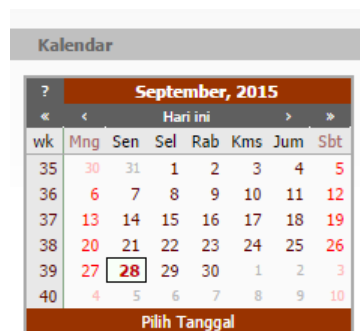 Kalendar
? September, 2015
« ‹ Hari ini › »
wk Mng Sen Sel Rab Kms Jum Sbt
35 30 31 1 2 3 4 5
36 6 7 8 9 10 11 12
37 13 14 15 16 17 18 19
38 20 21 22 23 24 25 26
39 27 28 29 30 1 2 3
40 4 5 6 7 8 9 10
Pilih Tanggal